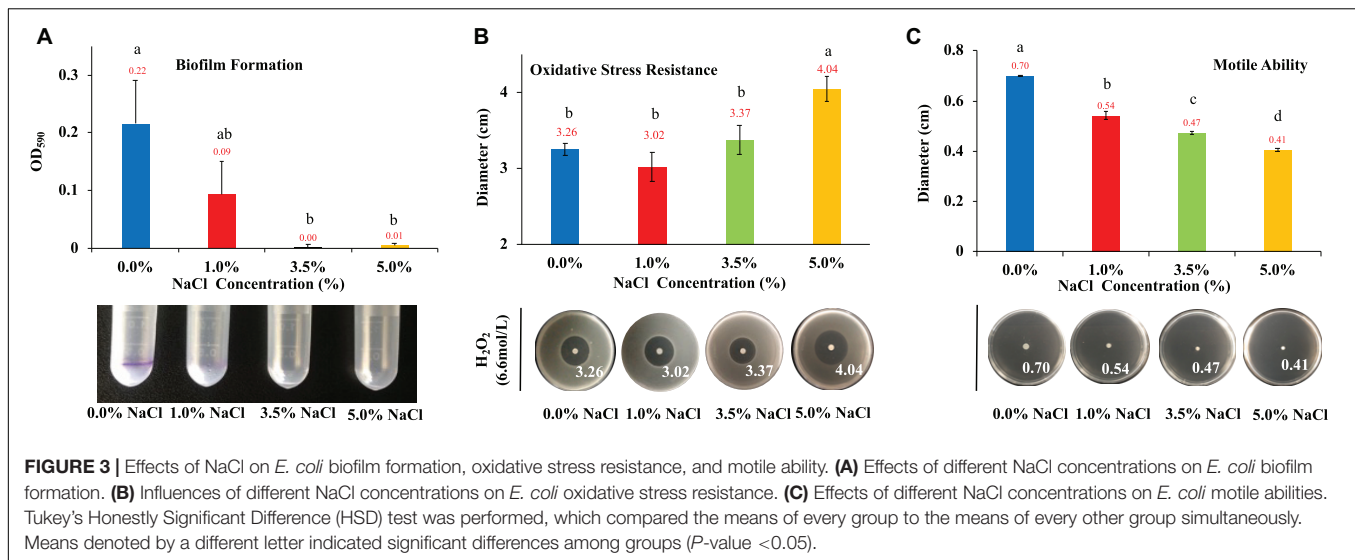 A
a
0.3
0.22
Biofilm Formation
ab
0.2
OD590
0.09
0.1
b
b
0.00
0.01
0
0.0%
1.0%
3.5%
5.0%
NaCl Concentration (%)
0.0% NaCl
1.0% NaCl
3.5% NaCl
5.0% NaCl
B
a
Oxidative Stress Resistance
4.04
4
b
b
b
3.37
3.26
3.02
Diameter (cm)
3
2
0.0%
1.0%
3.5%
5.0%
NaCl Concentration (%)
H2O2
(6.6mol/L)
3.26
3.02
3.37
4.04
0.0% NaCl
1.0% NaCl
3.5% NaCl
5.0% NaCl
C
0.8
a
0.70
Motile Ability
b
0.6
0.54
c
0.47
d
0.41
Diameter (cm)
0.4
0.2
0
0.0%
1.0%
3.5%
5.0%
NaCl Concentration (%)
0.70
0.54
0.47
0.41
0.0% NaCl
1.0% NaCl
3.5% NaCl
5.0% NaCl
FIGURE 3 | Effects of NaCl on E. coli biofilm formation, oxidative stress resistance, and motile ability. (A) Effects of different NaCl concentrations on E. coli biofilm
formation. (B) Influences of different NaCl concentrations on E. coli oxidative stress resistance. (C) Effects of different NaCl concentrations on E. coli motile abilities.
Tukey's Honestly Significant Difference (HSD) test was performed, which compared the means of every group to the means of every other group simultaneously.
Means denoted by a different letter indicated significant differences among groups (P-value <0.05).